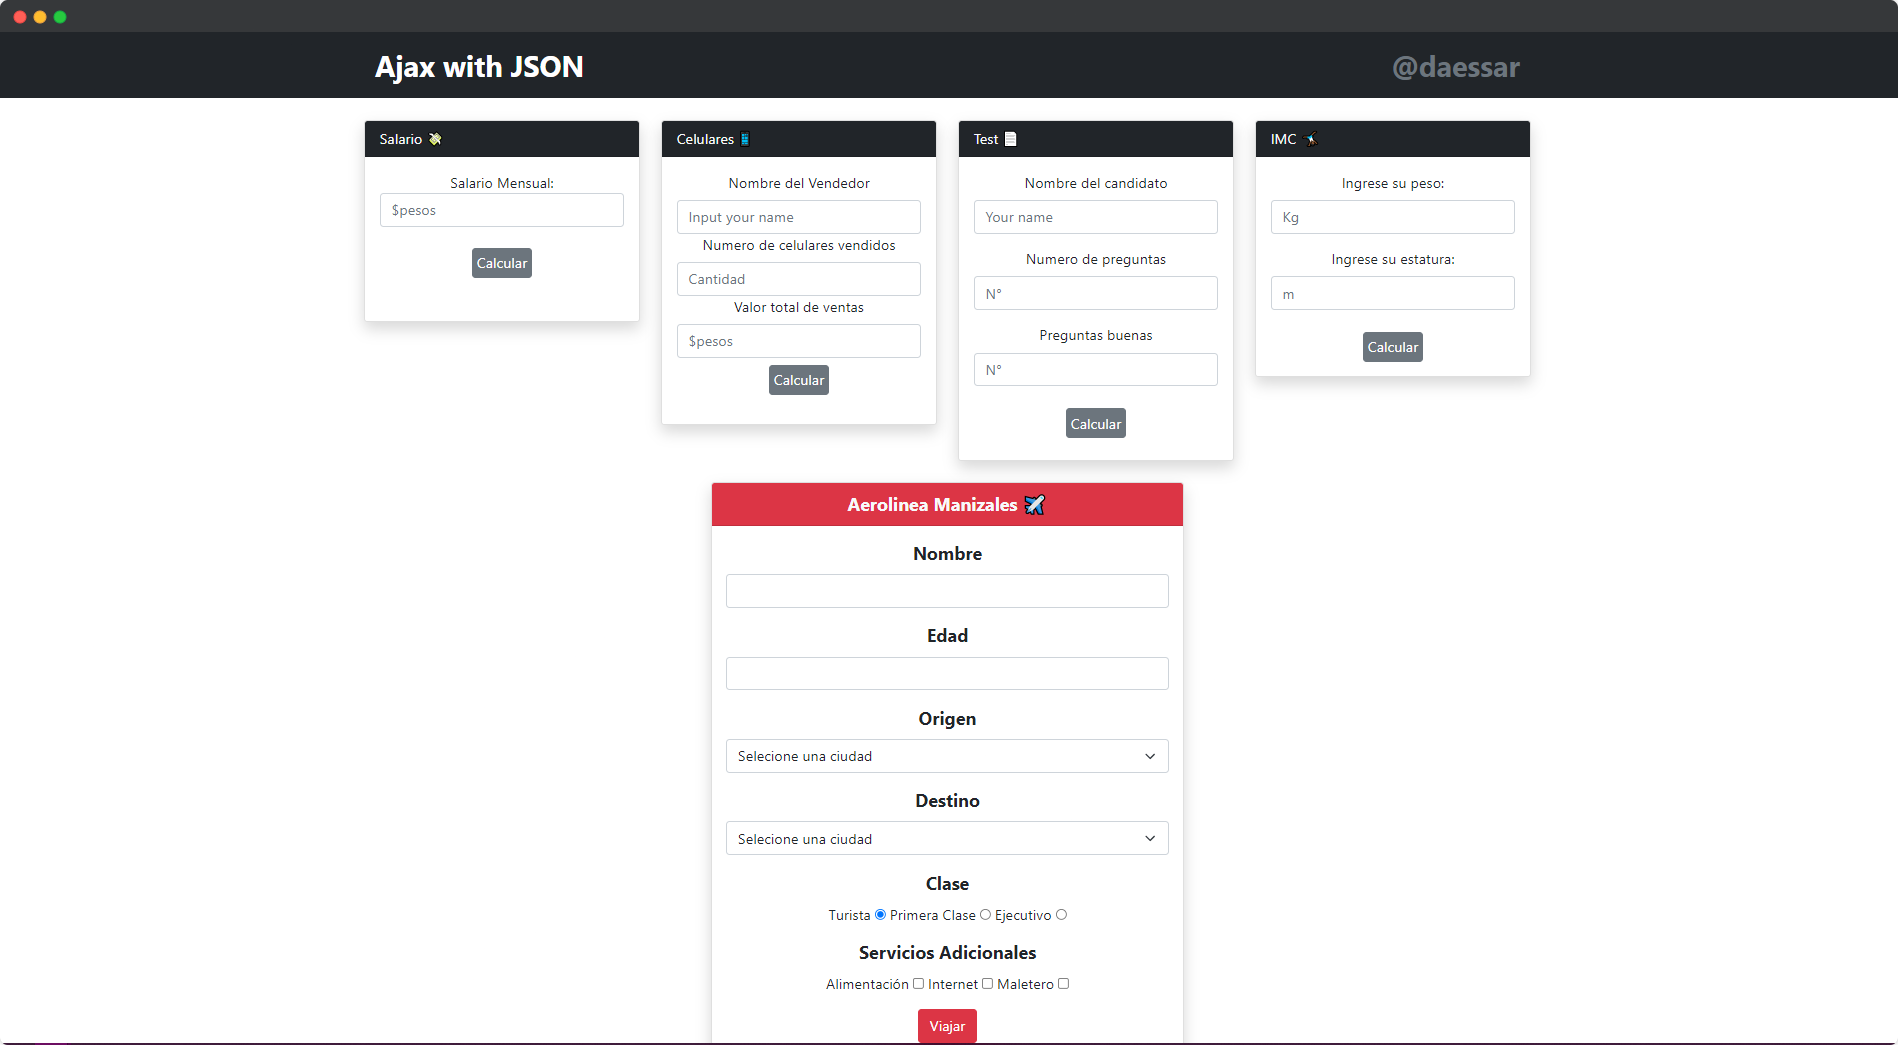 Ajax with JSON
@daessar
Salario
Salario Mensual:
$pesos
Calcular
Celulares
Nombre del Vendedor
Input your name
Numero de celulares vendidos
Cantidad
Valor total de ventas
$pesos
Calcular
Test
Nombre del candidato
Your name
Numero de preguntas
N°
Preguntas buenas
N°
Calcular
IMC
Ingrese su peso:
Kg
Ingrese su estatura:
m
Calcular
Aerolinea Manizales
Nombre
Edad
Origen
Selecione una ciudad
Destino
Selecione una ciudad
Clase
Turista Primera Clase Ejecutivo
Servicios Adicionales
Alimentación Internet Maletero
Viajar